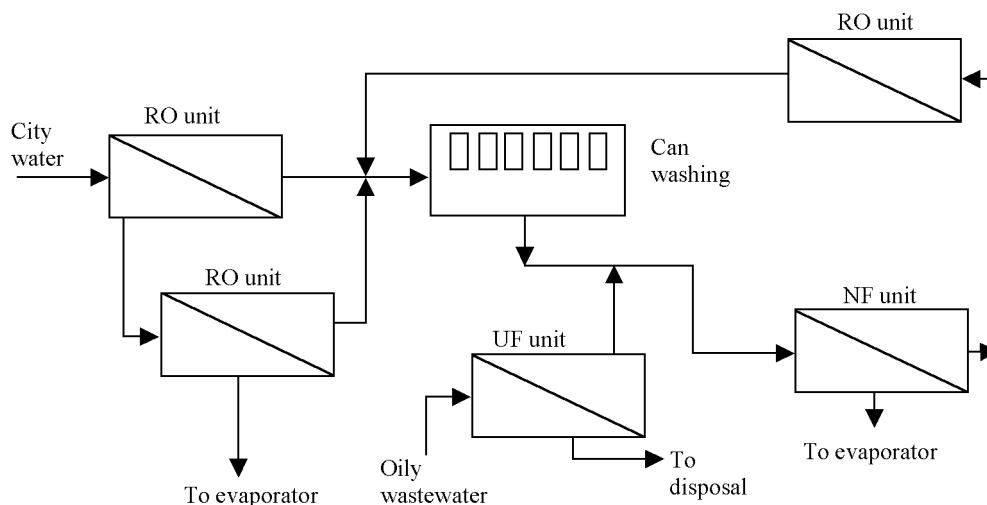 RO unit
RO unit
City
water
Can
washing
RO unit
NF unit
UF unit
To evaporator
Oily
wastewater
To
disposal
To evaporator